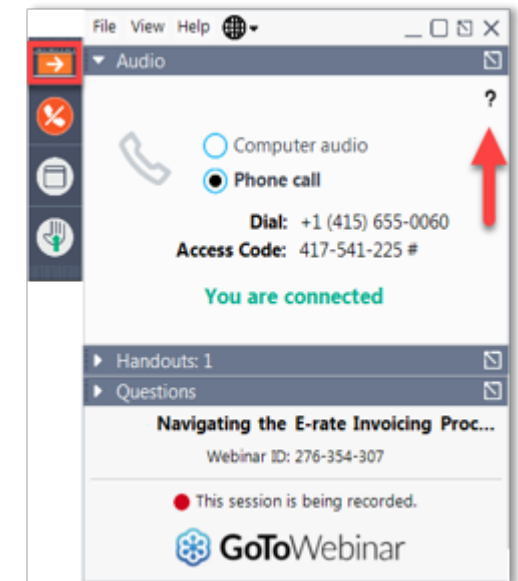 File View Help
Audio
?
Computer audio
Phone call
Dial: +1 (415) 655-0060
Access Code: 417-541-225 #
You are connected
Handouts: 1
Questions
Navigating the E-rate Invoicing Proc...
Webinar ID: 276-354-307
This session is being recorded.
GoToWebinar